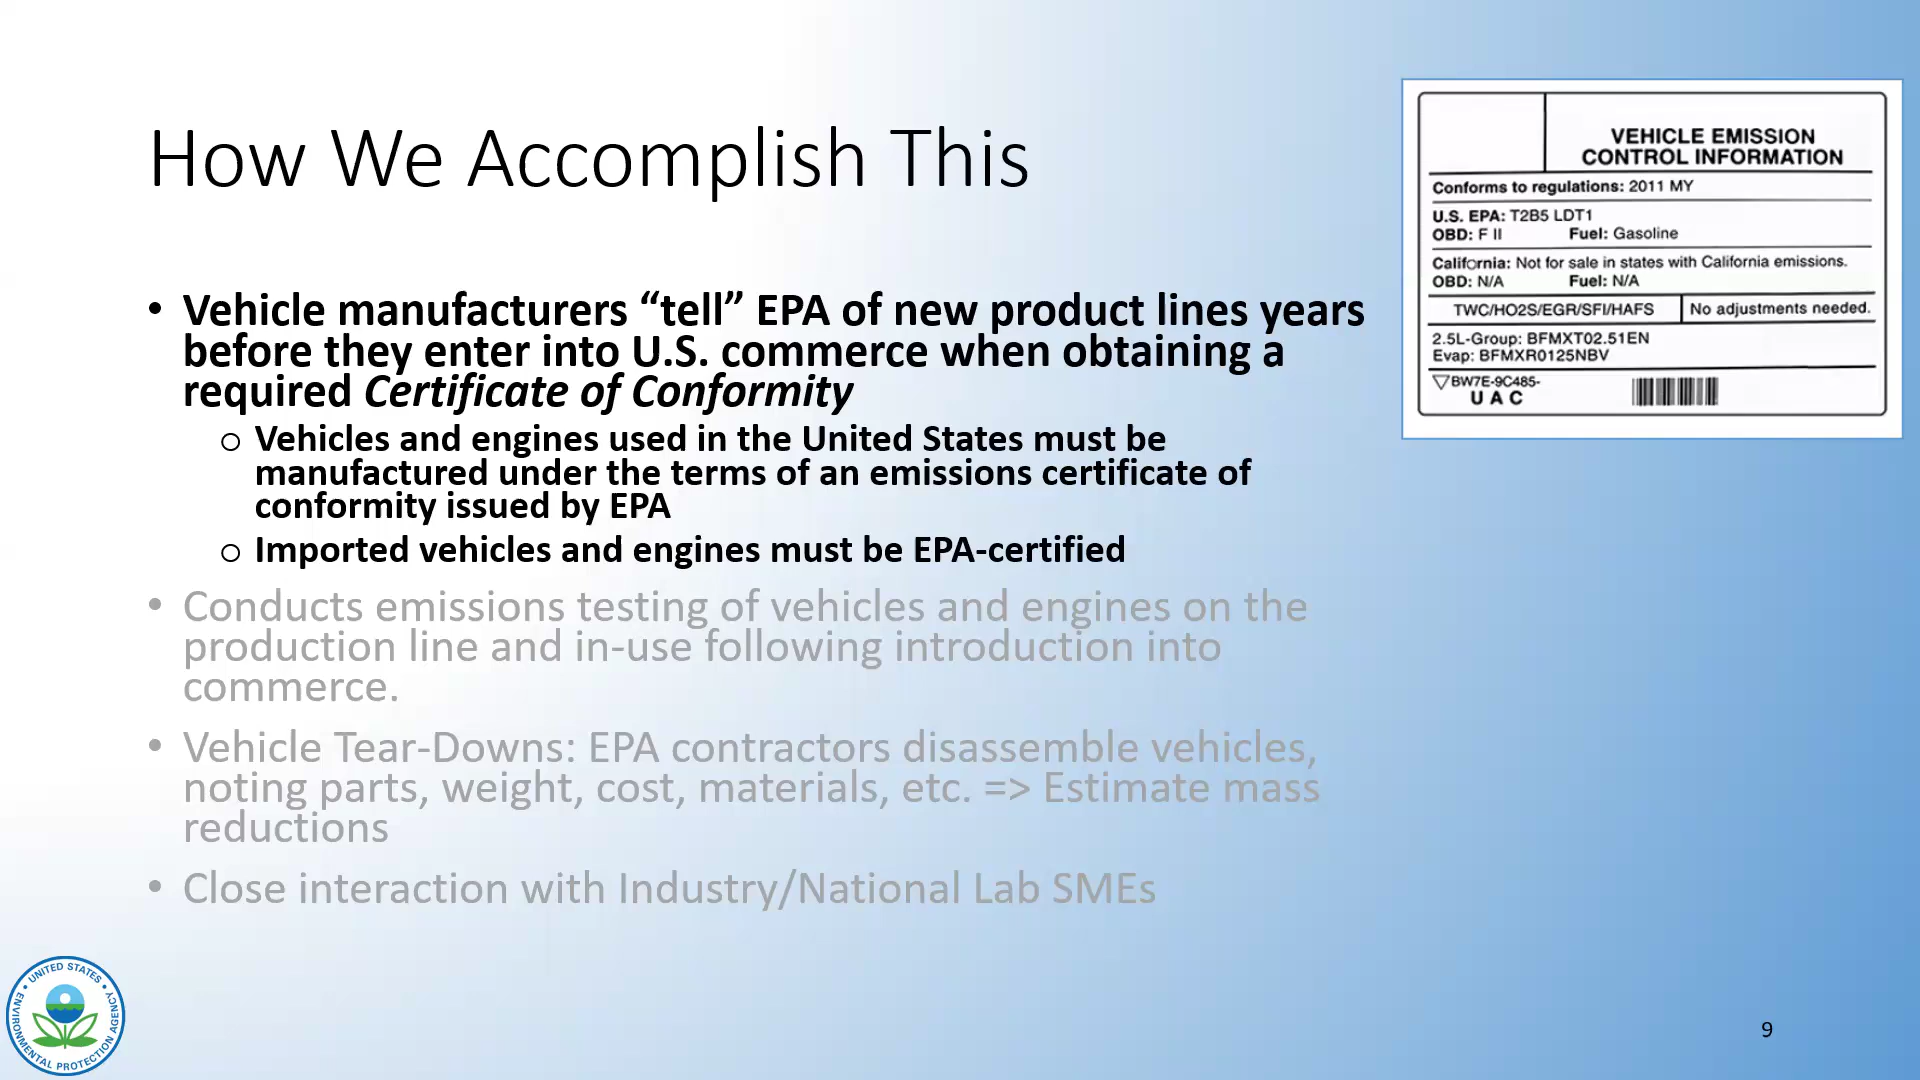 How We Accomplish This
• Vehicle manufacturers “tell” EPA of new product lines years
before they enter into U.S. commerce when obtaining a
required Certificate of Conformity
o Vehicles and engines used in the United States must be
manufactured under the terms of an emissions certificate of
conformity issued by EPA
o Imported vehicles and engines must be EPA-certified
• Conducts emissions testing of vehicles and engines on the
production line and in-use following introduction into
commerce.
• Vehicle Tear-Downs: EPA contractors disassemble vehicles,
noting parts, weight, cost, materials, etc. => Estimate mass
reductions
• Close interaction with Industry/National Lab SMEs
VEHICLE EMISSION
CONTROL INFORMATION
Conforms to regulations: 2011 MY
U.S. EPA: T2B5 LDT1
OBD: F II Fuel: Gasoline
California: Not for sale in states with California emissions.
OBD: N/A Fuel: N/A
TWC/HO2S/EGR/SFI/HAFS No adjustments needed.
2.5L-Group: BFMXT02.51EN
Evap: BFMXR0125NBV
▽BW7E-9C485-
U A C
UNITED STATES
ENVIRONMENTAL PROTECTION AGENCY
9